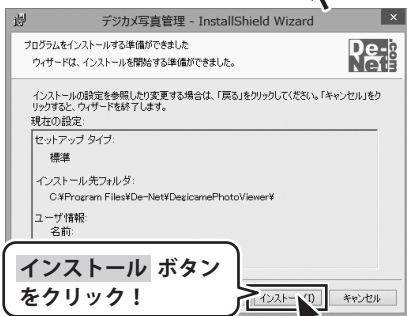 デジカメ写真管理 - InstallShield Wizard
プログラムをインストールする準備ができました
ウィザードは、インストールを開始する準備ができました。
De-Net
.com
インストールの設定を参照したり変更する場合は、「戻る」をクリックしてください。「キャンセル」をク
リックすると、ウィザードを終了します。
現在の設定:
セットアップ タイプ:
標準
インストール先フォルダ:
C:¥Program Files¥De-Net¥DegicamePhotoViewer¥
ユーザ情報:
名前:
インストール ボタン
をクリック！
インストール(I)
キャンセル